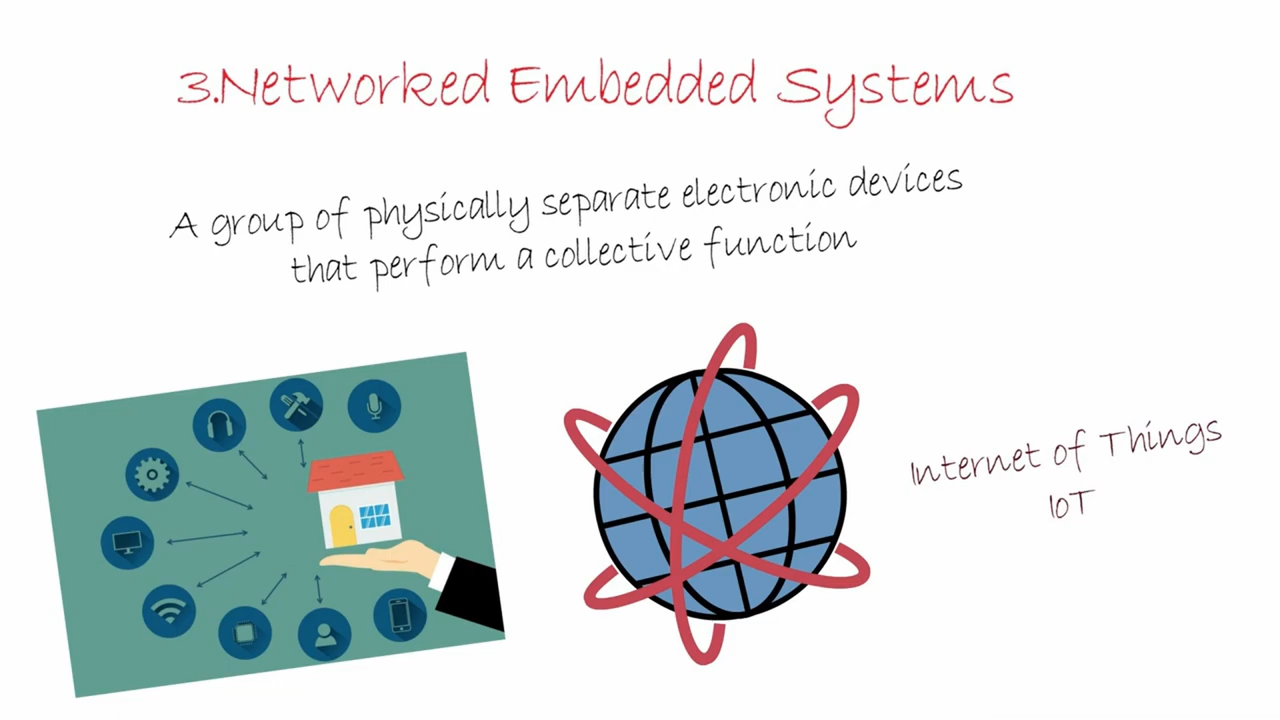 3.Networked Embedded Systems
A group of physically separate electronic devices
that perform a collective function
Internet of Things
IoT